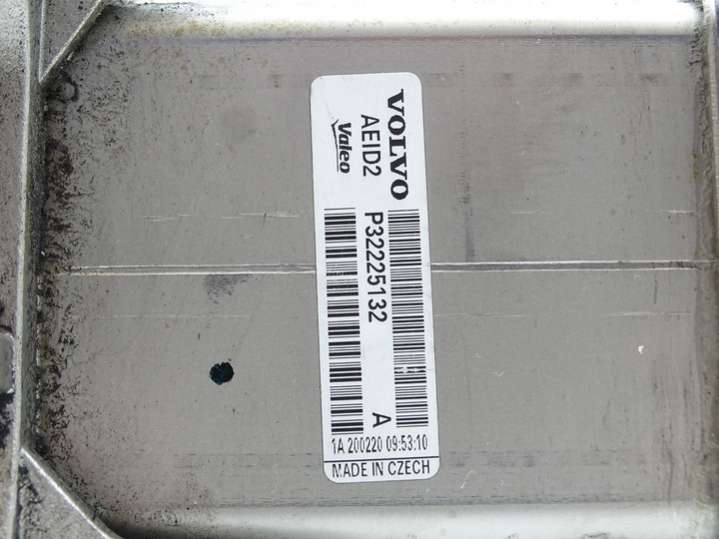 VOLVO
AEID2
Valeo
P32225132
A
1A 200220 09:53:10
MADE IN CZECH